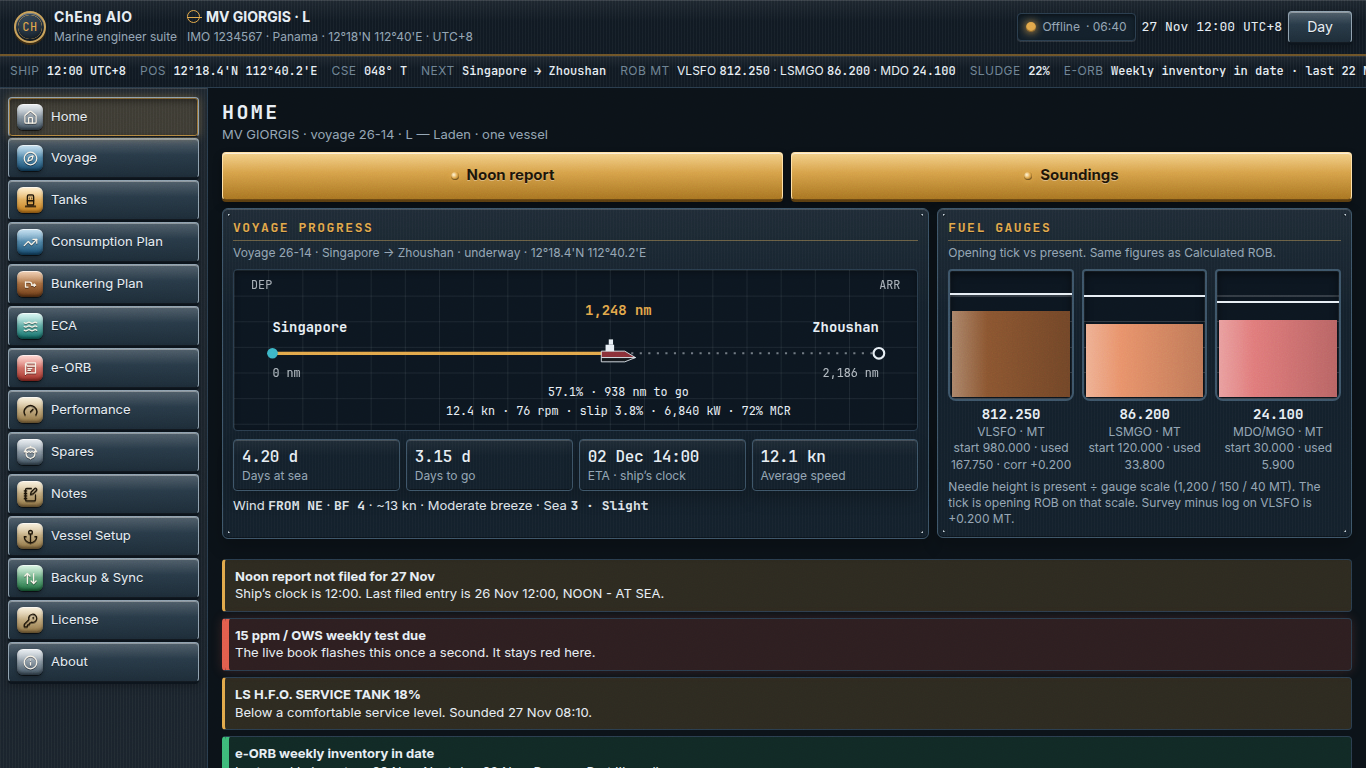 CH
ChEng AIO
Marine engineer suite
MV GIORGIS · L
IMO 1234567 · Panama · 12°18'N 112°40'E · UTC+8
Offline · 06:40
27 Nov 12:00 UTC+8
Day
SHIP 12:00 UTC+8 POS 12°18.4'N 112°40.2'E CSE 048° T NEXT Singapore → Zhoushan ROB MT VLSFO 812.250 · LSMGO 86.200 · MDO 24.100 SLUDGE 22% E-ORB Weekly inventory in date · last 22
Home
Voyage
Tanks
Consumption Plan
Bunkering Plan
ECA
e-ORB
Performance
Spares
Notes
Vessel Setup
Backup & Sync
License
About
HOME
MV GIORGIS · voyage 26-14 · L — Laden · one vessel
Noon report
Soundings
VOYAGE PROGRESS
Voyage 26-14 · Singapore → Zhoushan · underway · 12°18.4'N 112°40.2'E
DEP
ARR
1,248 nm
Singapore
Zhoushan
0 nm
2,186 nm
57.1% · 938 nm to go
12.4 kn · 76 rpm · slip 3.8% · 6,840 kW · 72% MCR
4.20 d
Days at sea
3.15 d
Days to go
02 Dec 14:00
ETA · ship's clock
12.1 kn
Average speed
Wind FROM NE · BF 4 · ~13 kn · Moderate breeze · Sea 3 · Slight
FUEL GAUGES
Opening tick vs present. Same figures as Calculated ROB.
812.250
VLSFO · MT
start 980.000 · used
167.750 · corr +0.200
86.200
LSMGO · MT
start 120.000 · used
33.800
24.100
MDO/MGO · MT
start 30.000 · used
5.900
Needle height is present ÷ gauge scale (1,200 / 150 / 40 MT). The
tick is opening ROB on that scale. Survey minus log on VLSFO is
+0.200 MT.
Noon report not filed for 27 Nov
Ship's clock is 12:00. Last filed entry is 26 Nov 12:00, NOON - AT SEA.
15 ppm / OWS weekly test due
The live book flashes this once a second. It stays red here.
LS H.F.O. SERVICE TANK 18%
Below a comfortable service level. Sounded 27 Nov 08:10.
e-ORB weekly inventory in date